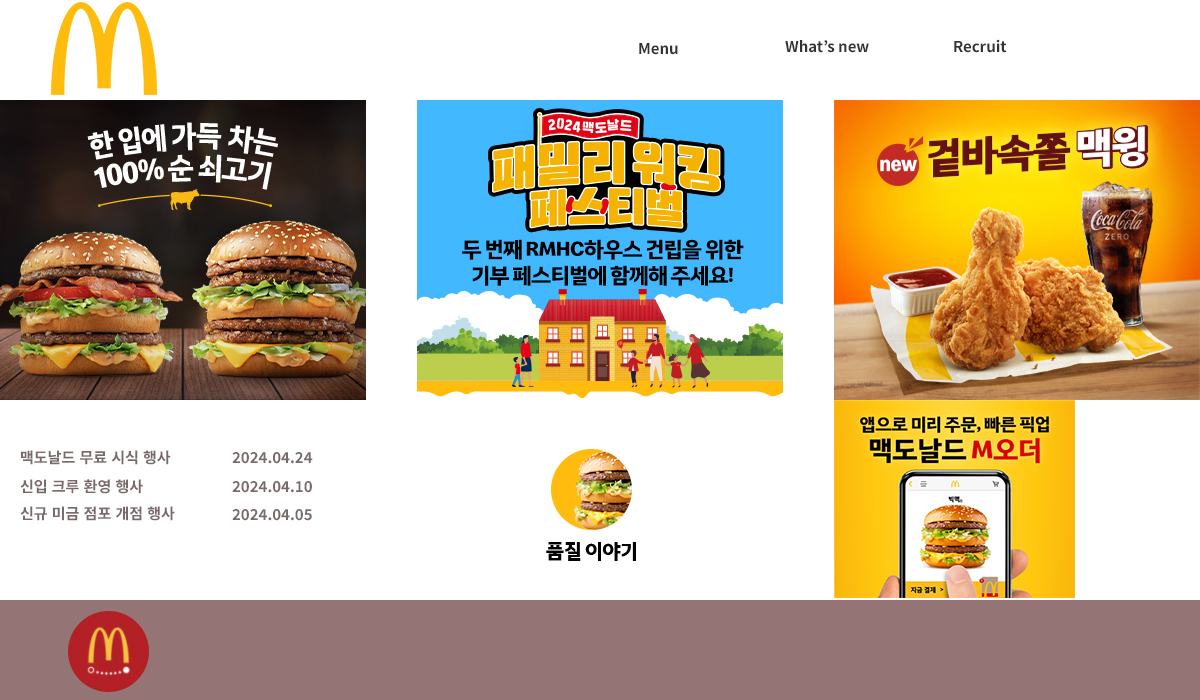 Menu
What's new
Recruit
한 입에 가득 차는
100% 순 쇠고기
2024 맥도날드
패밀리 워킹
페스티벌
두 번째 RMHC하우스 건립을 위한
기부 페스티벌에 함께해 주세요!
new 겉바속쫄 맥윙
Coca-Cola
ZERO
맥도날드 무료 시식 행사 2024.04.24
신입 크루 환영 행사 2024.04.10
신규 미금 점포 개점 행사 2024.04.05
품질 이야기
앱으로 미리 주문, 빠른 픽업
맥도날드 M오더
빅맥®
지금 결제 >